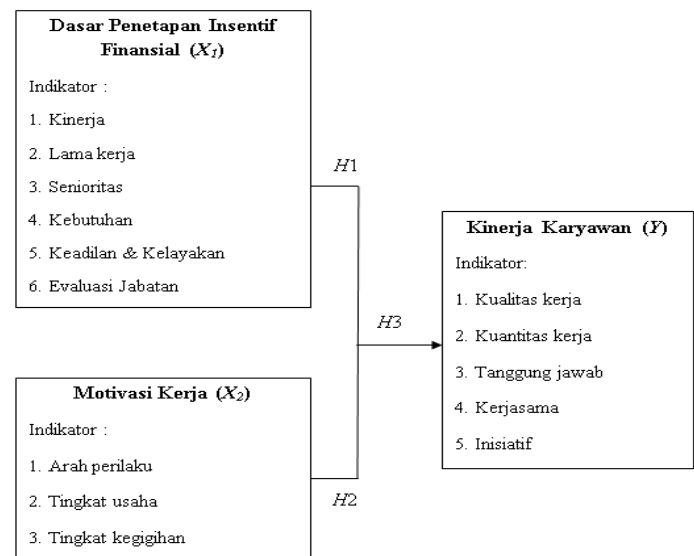 Dasar Penetapan Insentif
Finansial (X1)
Indikator :
1. Kinerja
2. Lama kerja
3. Senioritas
4. Kebutuhan
5. Keadilan & Kelayakan
6. Evaluasi Jabatan
H1
Kinerja Karyawan (Y)
Indikator:
1. Kualitas kerja
2. Kuantitas kerja
3. Tanggung jawab
4. Kerjasama
5. Inisiatif
H3
Motivasi Kerja (X2)
Indikator :
1. Arah perilaku
2. Tingkat usaha
3. Tingkat kegigihan
H2